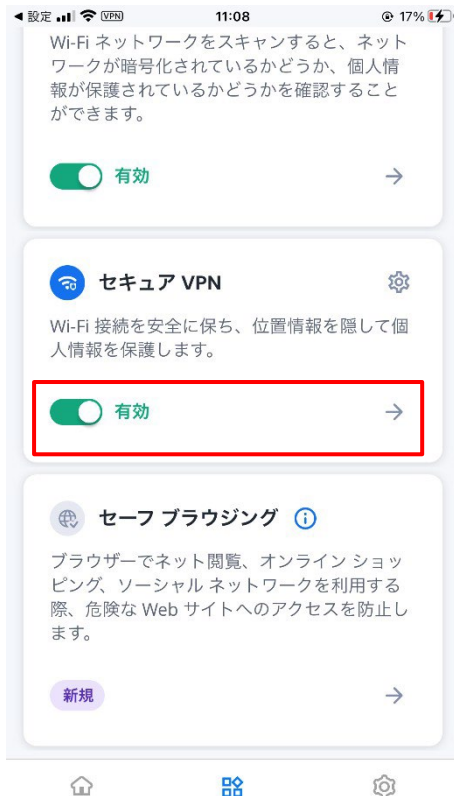 ◀ 設定 VPN 11:08 17%
Wi-Fi ネットワークをスキャンすると、ネット
ワークが暗号化されているかどうか、個人情
報が保護されているかどうかを確認すること
ができます。
有効 →
セキュア VPN
Wi-Fi 接続を安全に保ち、位置情報を隠して個
人情報を保護します。
有効 →
セーフ ブラウジング
ブラウザーでネット閲覧、オンライン ショッ
ピング、ソーシャル ネットワークを利用する
際、危険な Web サイトへのアクセスを防止し
ます。
新規 →